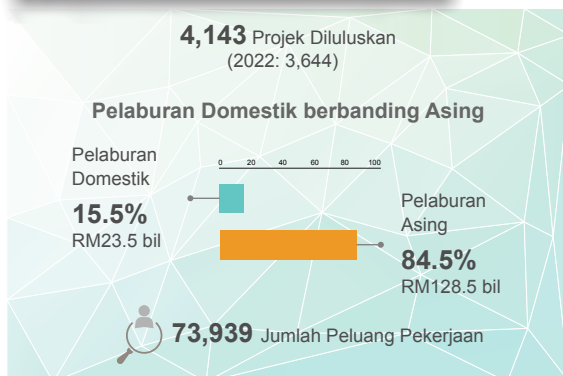 4,143 Projek Diluluskan
(2022: 3,644)
Pelaburan Domestik berbanding Asing
Pelaburan
Domestik
15.5%
RM23.5 bil
0 20 40 60 80 100
Pelaburan
Asing
84.5%
RM128.5 bil
73,939 Jumlah Peluang Pekerjaan